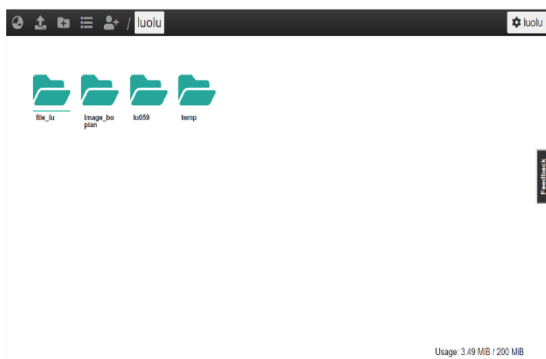 / luolu
luolu
file_lu
Image_bo
pian
lu059
temp
Feedback
Usage: 3.49 MiB / 200 MiB